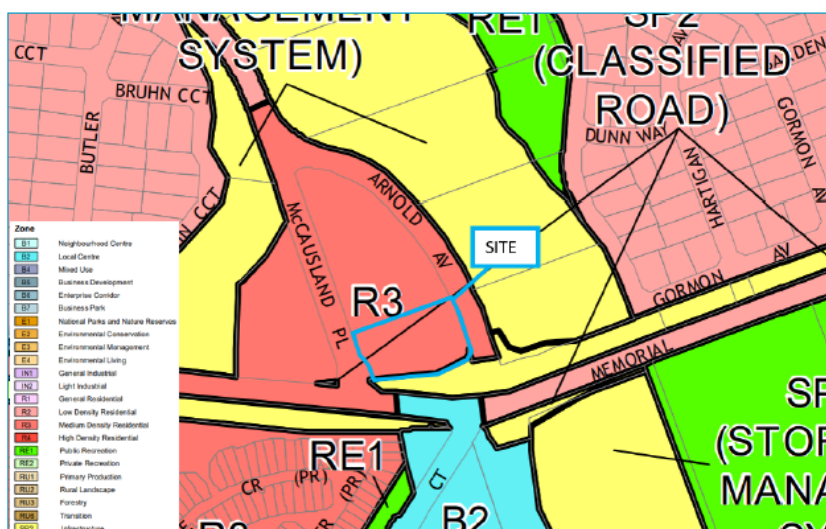 MANAGEMENT
SYSTEM)
RE1
SP2
(CLASSIFIED
ROAD)
CCT
BRUHN CCT
BUTLER
CCT
AV
GARDEN
DUNN WAY
HARTIGAN
GORMON
AV
ARNOLD
AV
McCAUSLAND
PL
SITE
R3
GORMON
AV
MEMORIAL
Zone
B1 Neighbourhood Centre
B2 Local Centre
B4 Mixed Use
B5 Business Development
B6 Enterprise Corridor
B7 Business Park
E1 National Parks and Nature Reserves
E2 Environmental Conservation
E3 Environmental Management
E4 Environmental Living
IN1 General Industrial
IN2 Light Industrial
R1 General Residential
R2 Low Density Residential
R3 Medium Density Residential
R4 High Density Residential
RE1 Public Recreation
RE2 Private Recreation
RU1 Primary Production
RU2 Rural Landscape
RU3 Forestry
RU6 Transition
SP2 Infrastructure
RE1
CR
(PR)
(PR)
CR
CT
B2
SP
(STOR
MANA